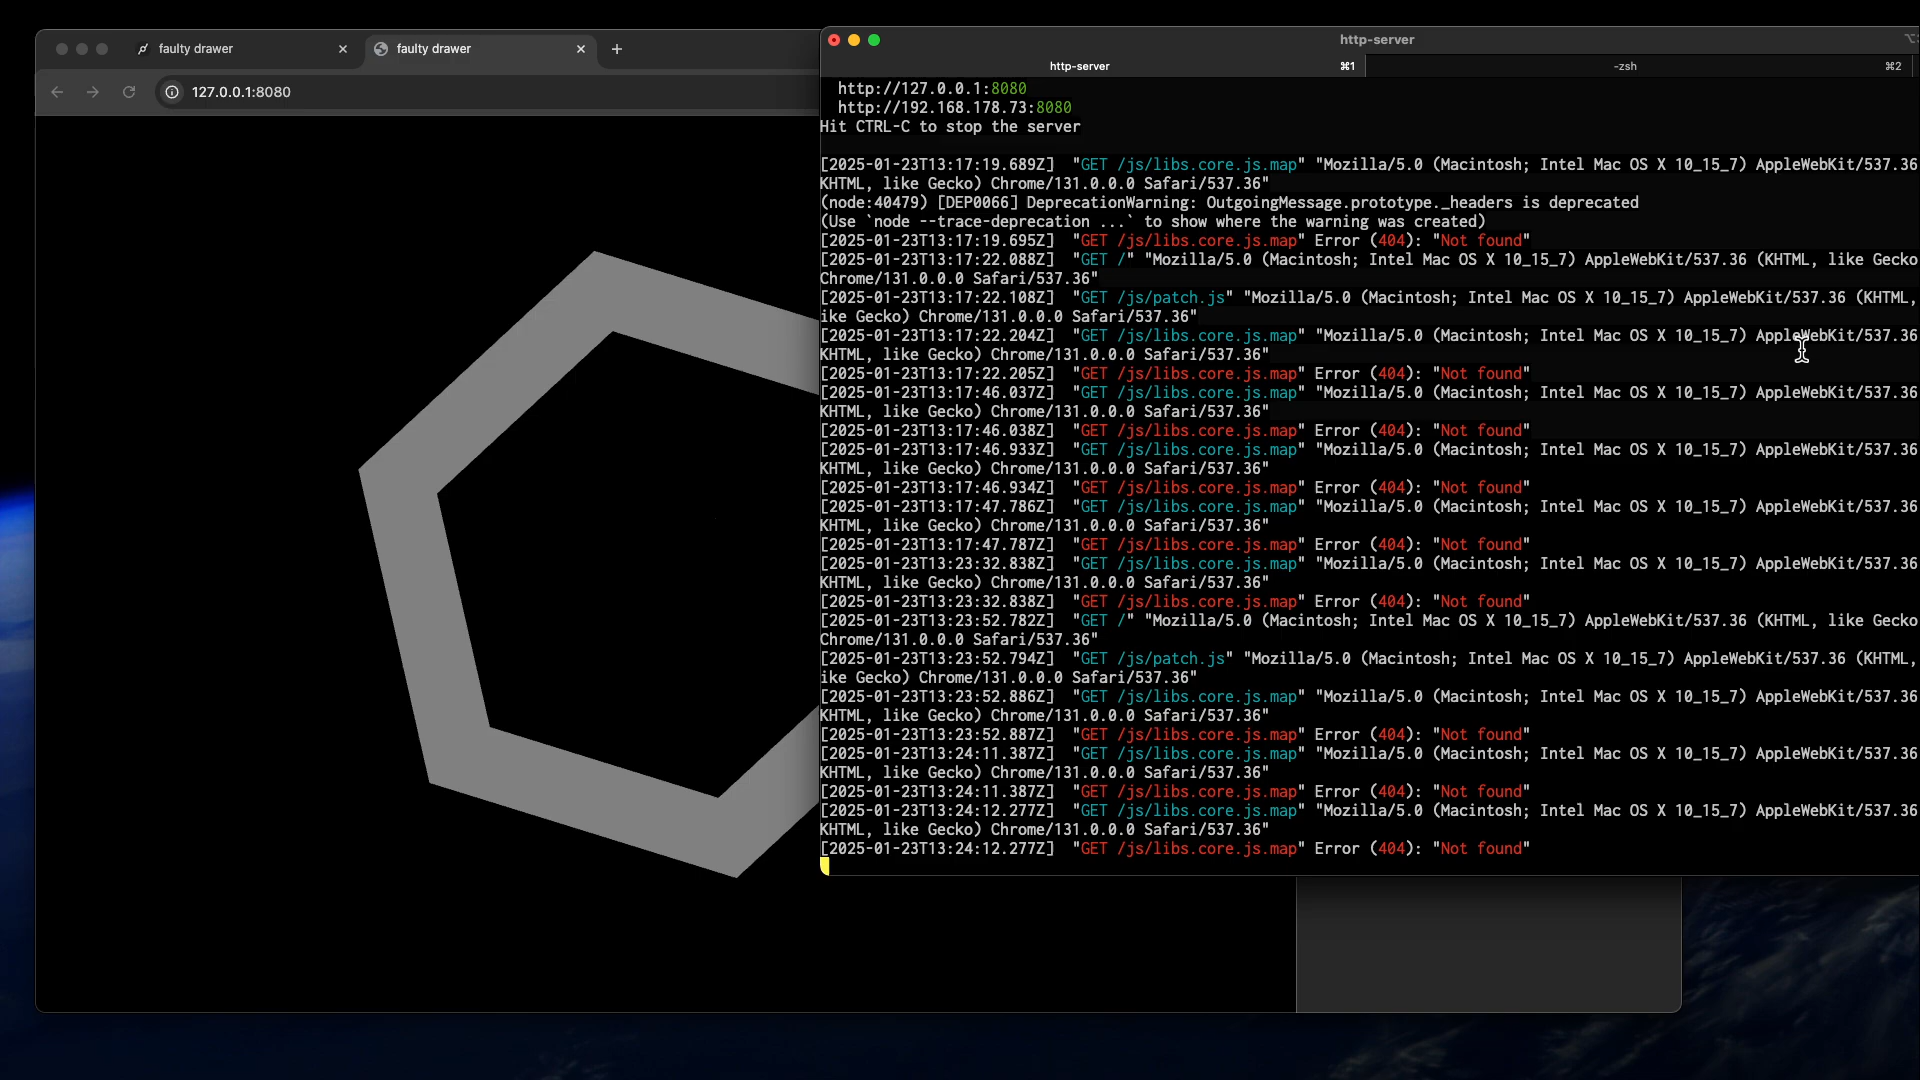 faulty drawer
faulty drawer
127.0.0.1:8080
http-server
http-server ⌘1
-zsh ⌘2
http://127.0.0.1:8080
http://192.168.178.73:8080
Hit CTRL-C to stop the server
[2025-01-23T13:17:19.689Z] "GET /js/libs.core.js.map" "Mozilla/5.0 (Macintosh; Intel Mac OS X 10_15_7) AppleWebKit/537.36
KHTML, like Gecko) Chrome/131.0.0.0 Safari/537.36"
(node:40479) [DEP0066] DeprecationWarning: OutgoingMessage.prototype._headers is deprecated
(Use `node --trace-deprecation ...` to show where the warning was created)
[2025-01-23T13:17:19.695Z] "GET /js/libs.core.js.map" Error (404): "Not found"
[2025-01-23T13:17:22.088Z] "GET /" "Mozilla/5.0 (Macintosh; Intel Mac OS X 10_15_7) AppleWebKit/537.36 (KHTML, like Gecko
Chrome/131.0.0.0 Safari/537.36"
[2025-01-23T13:17:22.108Z] "GET /js/patch.js" "Mozilla/5.0 (Macintosh; Intel Mac OS X 10_15_7) AppleWebKit/537.36 (KHTML,
ike Gecko) Chrome/131.0.0.0 Safari/537.36"
[2025-01-23T13:17:22.204Z] "GET /js/libs.core.js.map" "Mozilla/5.0 (Macintosh; Intel Mac OS X 10_15_7) AppleWebKit/537.36
KHTML, like Gecko) Chrome/131.0.0.0 Safari/537.36"
[2025-01-23T13:17:22.205Z] "GET /js/libs.core.js.map" Error (404): "Not found"
[2025-01-23T13:17:46.037Z] "GET /js/libs.core.js.map" "Mozilla/5.0 (Macintosh; Intel Mac OS X 10_15_7) AppleWebKit/537.36
KHTML, like Gecko) Chrome/131.0.0.0 Safari/537.36"
[2025-01-23T13:17:46.038Z] "GET /js/libs.core.js.map" Error (404): "Not found"
[2025-01-23T13:17:46.933Z] "GET /js/libs.core.js.map" "Mozilla/5.0 (Macintosh; Intel Mac OS X 10_15_7) AppleWebKit/537.36
KHTML, like Gecko) Chrome/131.0.0.0 Safari/537.36"
[2025-01-23T13:17:46.934Z] "GET /js/libs.core.js.map" Error (404): "Not found"
[2025-01-23T13:17:47.786Z] "GET /js/libs.core.js.map" "Mozilla/5.0 (Macintosh; Intel Mac OS X 10_15_7) AppleWebKit/537.36
KHTML, like Gecko) Chrome/131.0.0.0 Safari/537.36"
[2025-01-23T13:17:47.787Z] "GET /js/libs.core.js.map" Error (404): "Not found"
[2025-01-23T13:23:32.838Z] "GET /js/libs.core.js.map" "Mozilla/5.0 (Macintosh; Intel Mac OS X 10_15_7) AppleWebKit/537.36
KHTML, like Gecko) Chrome/131.0.0.0 Safari/537.36"
[2025-01-23T13:23:32.838Z] "GET /js/libs.core.js.map" Error (404): "Not found"
[2025-01-23T13:23:52.782Z] "GET /" "Mozilla/5.0 (Macintosh; Intel Mac OS X 10_15_7) AppleWebKit/537.36 (KHTML, like Gecko
Chrome/131.0.0.0 Safari/537.36"
[2025-01-23T13:23:52.794Z] "GET /js/patch.js" "Mozilla/5.0 (Macintosh; Intel Mac OS X 10_15_7) AppleWebKit/537.36 (KHTML,
ike Gecko) Chrome/131.0.0.0 Safari/537.36"
[2025-01-23T13:23:52.886Z] "GET /js/libs.core.js.map" "Mozilla/5.0 (Macintosh; Intel Mac OS X 10_15_7) AppleWebKit/537.36
KHTML, like Gecko) Chrome/131.0.0.0 Safari/537.36"
[2025-01-23T13:23:52.887Z] "GET /js/libs.core.js.map" Error (404): "Not found"
[2025-01-23T13:24:11.387Z] "GET /js/libs.core.js.map" "Mozilla/5.0 (Macintosh; Intel Mac OS X 10_15_7) AppleWebKit/537.36
KHTML, like Gecko) Chrome/131.0.0.0 Safari/537.36"
[2025-01-23T13:24:11.387Z] "GET /js/libs.core.js.map" Error (404): "Not found"
[2025-01-23T13:24:12.277Z] "GET /js/libs.core.js.map" "Mozilla/5.0 (Macintosh; Intel Mac OS X 10_15_7) AppleWebKit/537.36
KHTML, like Gecko) Chrome/131.0.0.0 Safari/537.36"
[2025-01-23T13:24:12.277Z] "GET /js/libs.core.js.map" Error (404): "Not found"